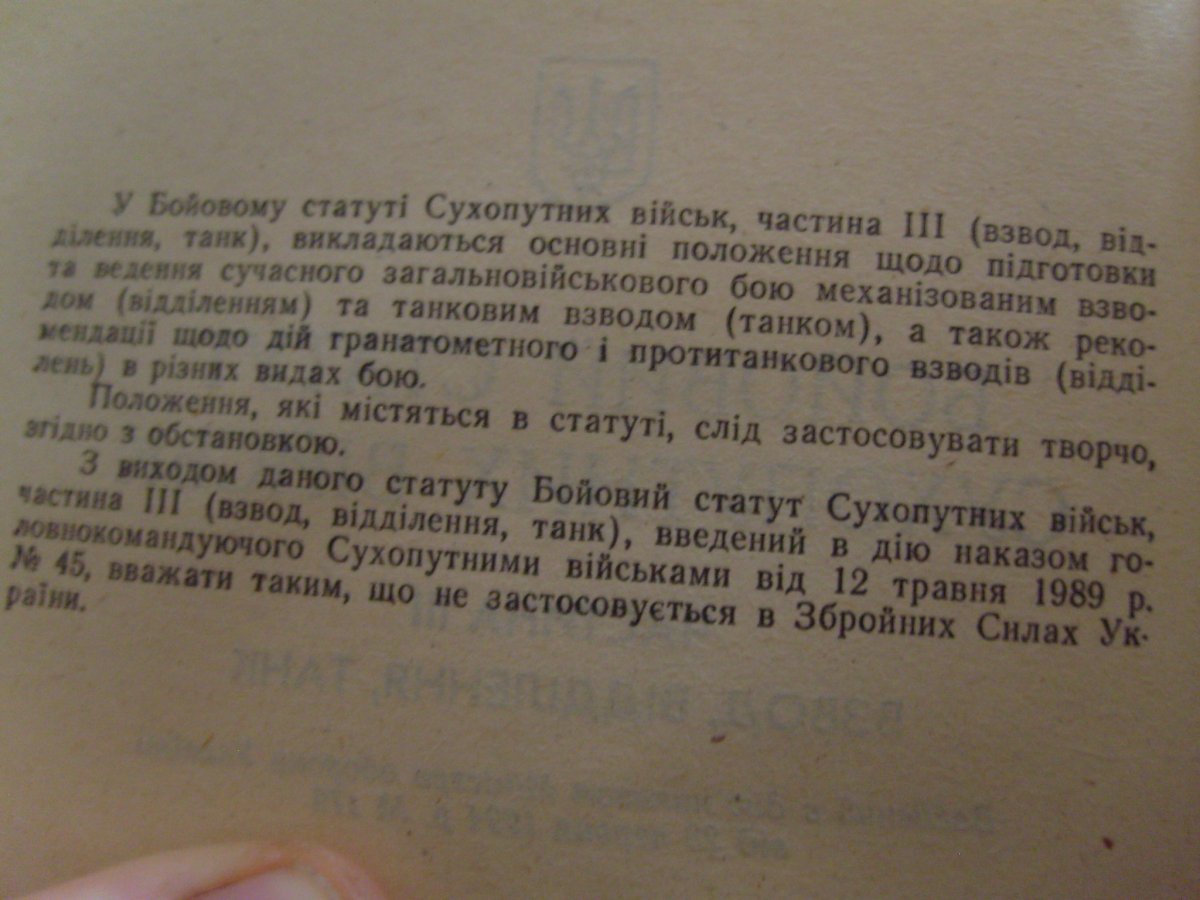 У Бойовому статуті Сухопутних військ, частина III (взвод, від-
ділення, танк), викладаються основні положення щодо підготовки
та ведення сучасного загальновійськового бою механізованим взво-
дом (відділенням) та танковим взводом (танком), а також реко-
мендації щодо дій гранатометного і протитанкового взводів (відді-
лень) в різних видах бою.
Положення, які містяться в статуті, слід застосовувати творчо,
згідно з обстановкою.
З виходом даного статуту Бойовий статут Сухопутних військ,
частина III (взвод, відділення, танк), введений в дію наказом го-
ловнокомандуючого Сухопутними військами від 12 травня 1989 р.
№ 45, вважати таким, що не застосовується в Збройних Силах Ук-
раїни.
ВЗВОД, ВІДДІЛЕННЯ, ТАНК